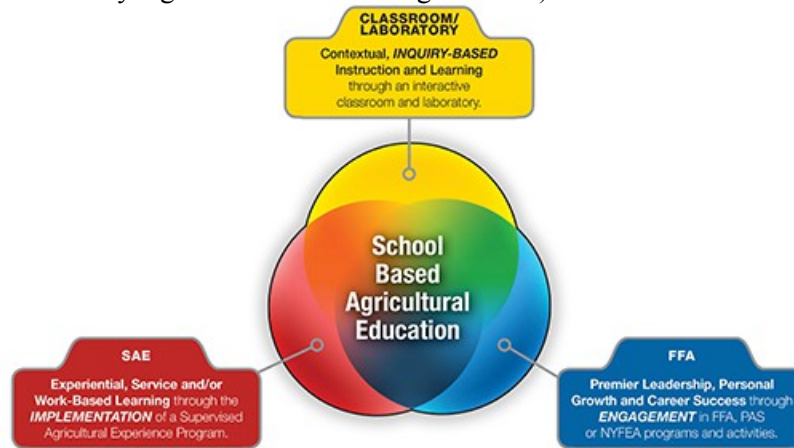 CLASSROOM/
LABORATORY
Contextual, INQUIRY-BASED
Instruction and Learning
through an interactive
classroom and laboratory.
School
Based
Agricultural
Education
SAE
Experiential, Service and/or
Work-Based Learning through the
IMPLEMENTATION of a Supervised
Agricultural Experience Program.
FFA
Premier Leadership, Personal
Growth and Career Success through
ENGAGEMENT in FFA, PAS
or NYFEA programs and activities.